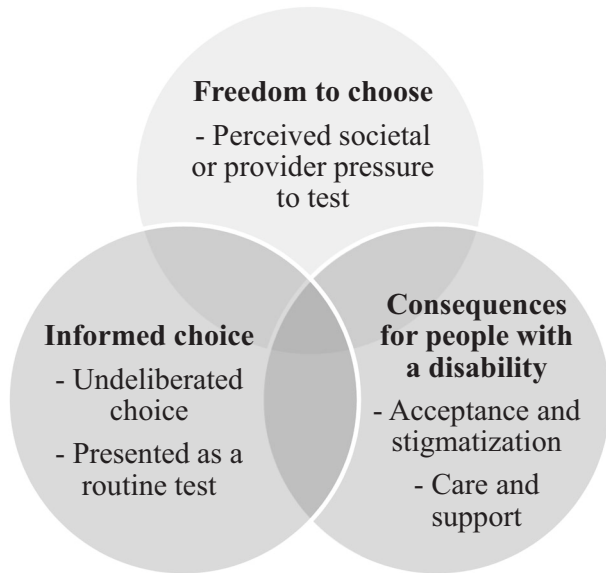 Freedom to choose
- Perceived societal
or provider pressure
to test
Informed choice
- Undeliberated
choice
- Presented as a
routine test
Consequences
for people with
a disability
- Acceptance and
stigmatization
- Care and
support